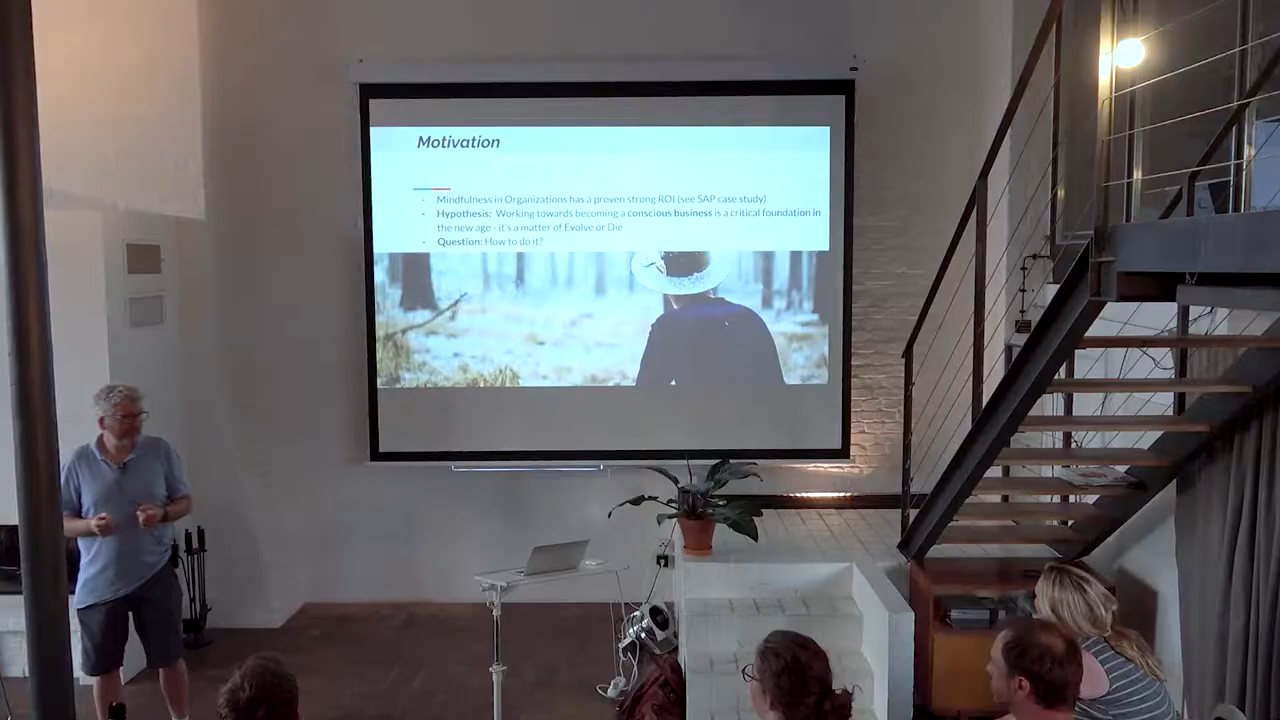 Motivation
- Mindfulness in Organizations has a proven strong ROI (see SAP case study)
- Hypothesis: Working towards becoming a conscious business is a critical foundation in
the new age - it's a matter of Evolve or Die
- Question: How to do it?